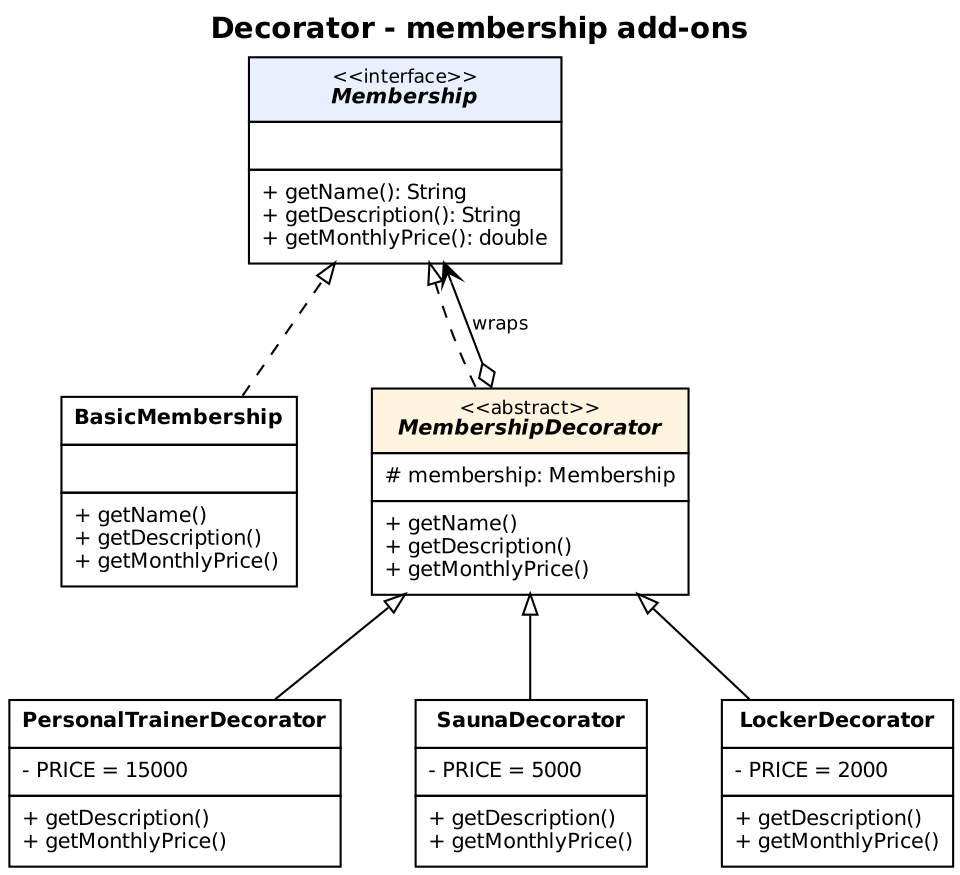 Decorator - membership add-ons
<<interface>>
Membership
+ getName(): String
+ getDescription(): String
+ getMonthlyPrice(): double
wraps
BasicMembership
+ getName()
+ getDescription()
+ getMonthlyPrice()
<<abstract>>
MembershipDecorator
# membership: Membership
+ getName()
+ getDescription()
+ getMonthlyPrice()
PersonalTrainerDecorator
- PRICE = 15000
+ getDescription()
+ getMonthlyPrice()
SaunaDecorator
- PRICE = 5000
+ getDescription()
+ getMonthlyPrice()
LockerDecorator
- PRICE = 2000
+ getDescription()
+ getMonthlyPrice()